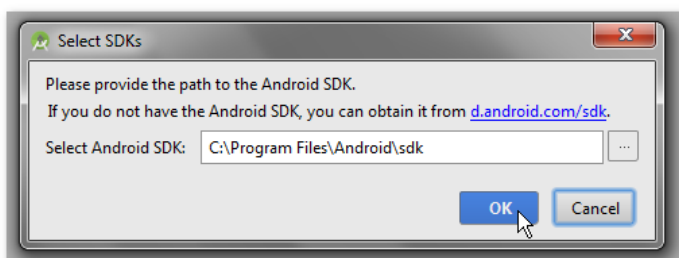 Select SDKs
Please provide the path to the Android SDK.
If you do not have the Android SDK, you can obtain it from d.android.com/sdk.
Select Android SDK: C:\Program Files\Android\sdk ...
OK Cancel